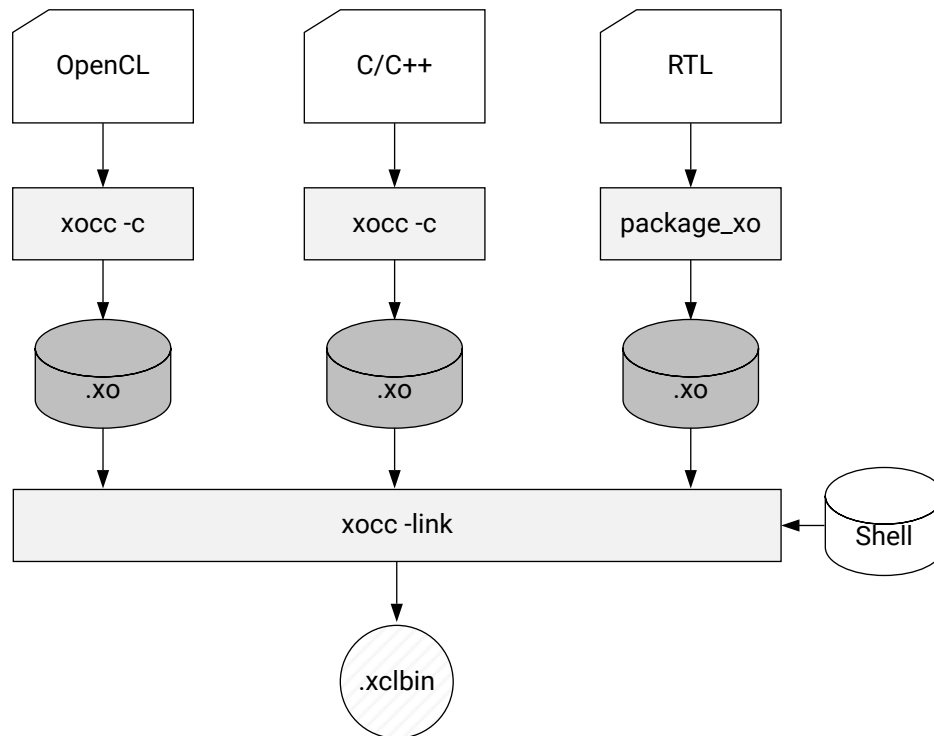 OpenCL
C/C++
RTL
xocc -c
xocc -c
package_xo
.xo
.xo
.xo
xocc -link
Shell
.xclbin